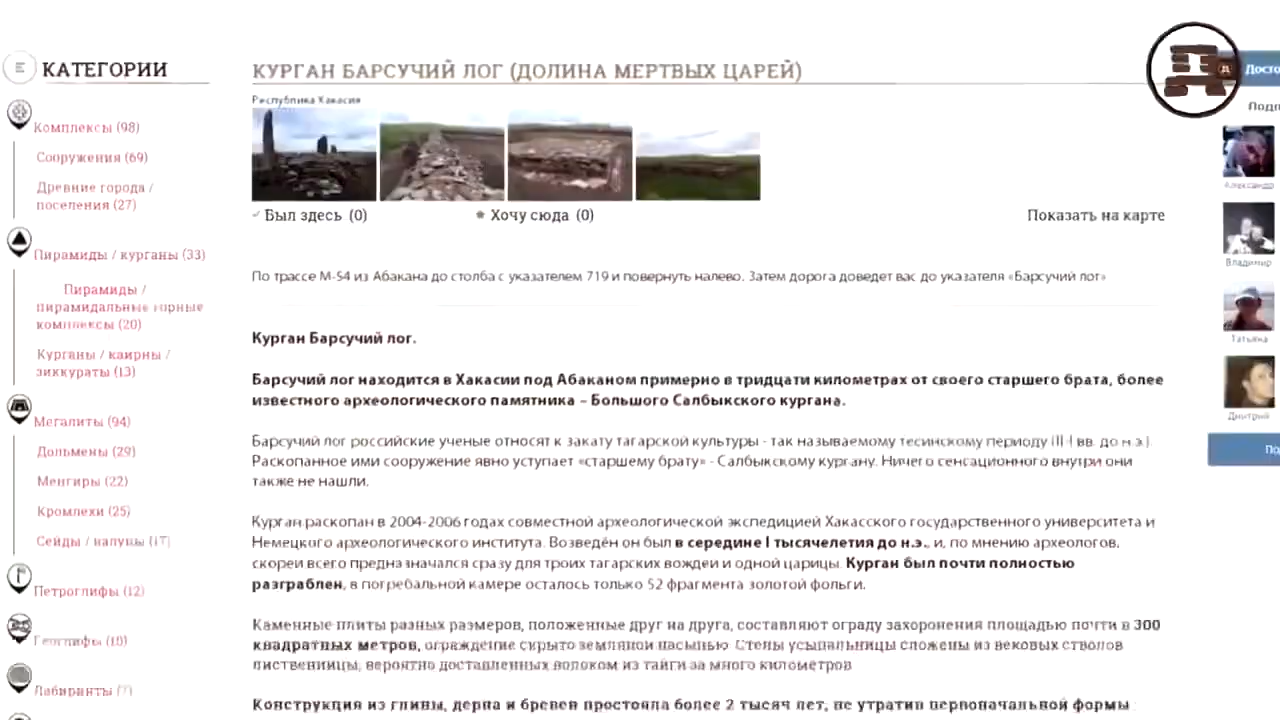 КАТЕГОРИИ
Комплексы (98)
Сооружения (69)
Древние города /
поселения (27)
Пирамиды / курганы (33)
Пирамиды /
пирамидальные горные
комплексы (20)
Курганы / каирны /
зиккураты (13)
Мегалиты (94)
Дольмены (29)
Менгиры (22)
Кромлехи (25)
Сейды (17)
Петроглифы (12)
Геоглифы (10)
Лабиринты (7)
КУРГАН БАРСУЧИЙ ЛОГ (ДОЛИНА МЕРТВЫХ ЦАРЕЙ)
Республика Хакасия
Был здесь (0)
Хочу сюда (0)
Показать на карте
По трассе М-54 из Абакана до столба с указателем 719 и повернуть налево. Затем дорога доведет вас до указателя «Барсучий лог»
Курган Барсучий лог.
Барсучий лог находится в Хакасии под Абаканом примерно в тридцати километрах от своего старшего брата, более
известного археологического памятника – Большого Салбыкского кургана.
Барсучий лог российские ученые относят к закату тагарской культуры - так называемому тесинскому периоду (II-I вв. до н.э.).
Раскопанное ими сооружение явно уступает «старшему брату» - Салбыкскому кургану. Ничего сенсационного внутри они
также не нашли.
Курган раскопан в 2004-2006 годах совместной археологической экспедицией Хакасского государственного университета и
Немецкого археологического института. Возведён он был в середине I тысячелетия до н.э., и, по мнению археологов,
скорей всего предназначался сразу для троих тагарских вождей и одной царицы. Курган был почти полностью
разграблен, в погребальной камере осталось только 52 фрагмента золотой фольги.
Каменные плиты разных размеров, положенные друг на друга, составляют ограду захоронения площадью почти в 300
квадратных метров, ограждение скрыто земляной насыпью. Стены усыпальницы сложены из вековых стволов
лиственницы, вероятно доставленных волоком из тайги за много километров
Конструкция из глины, дерна и бревен простояла более 2 тысяч лет, не утратив первоначальной формы
Д
Досто
Подп
Александр
Владимир
Татьяна
Дмитрий
По